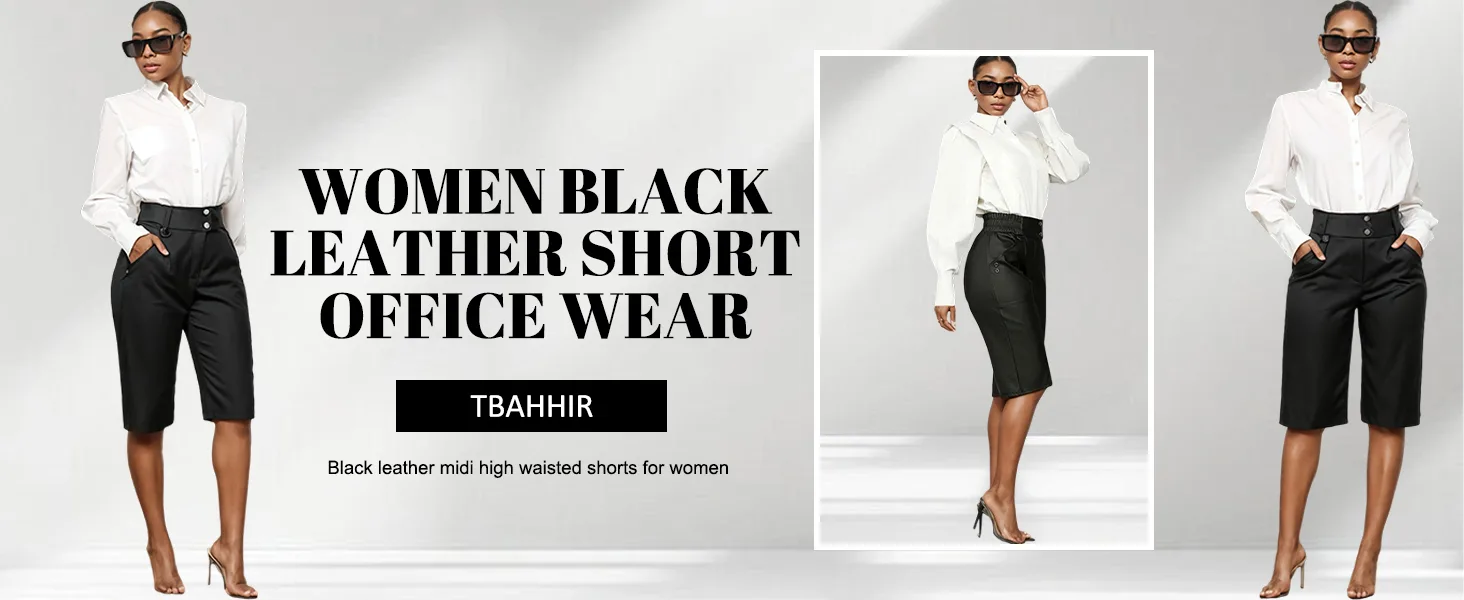 WOMEN BLACK
LEATHER SHORT
OFFICE WEAR
TBAHHIR
Black leather midi high waisted shorts for women